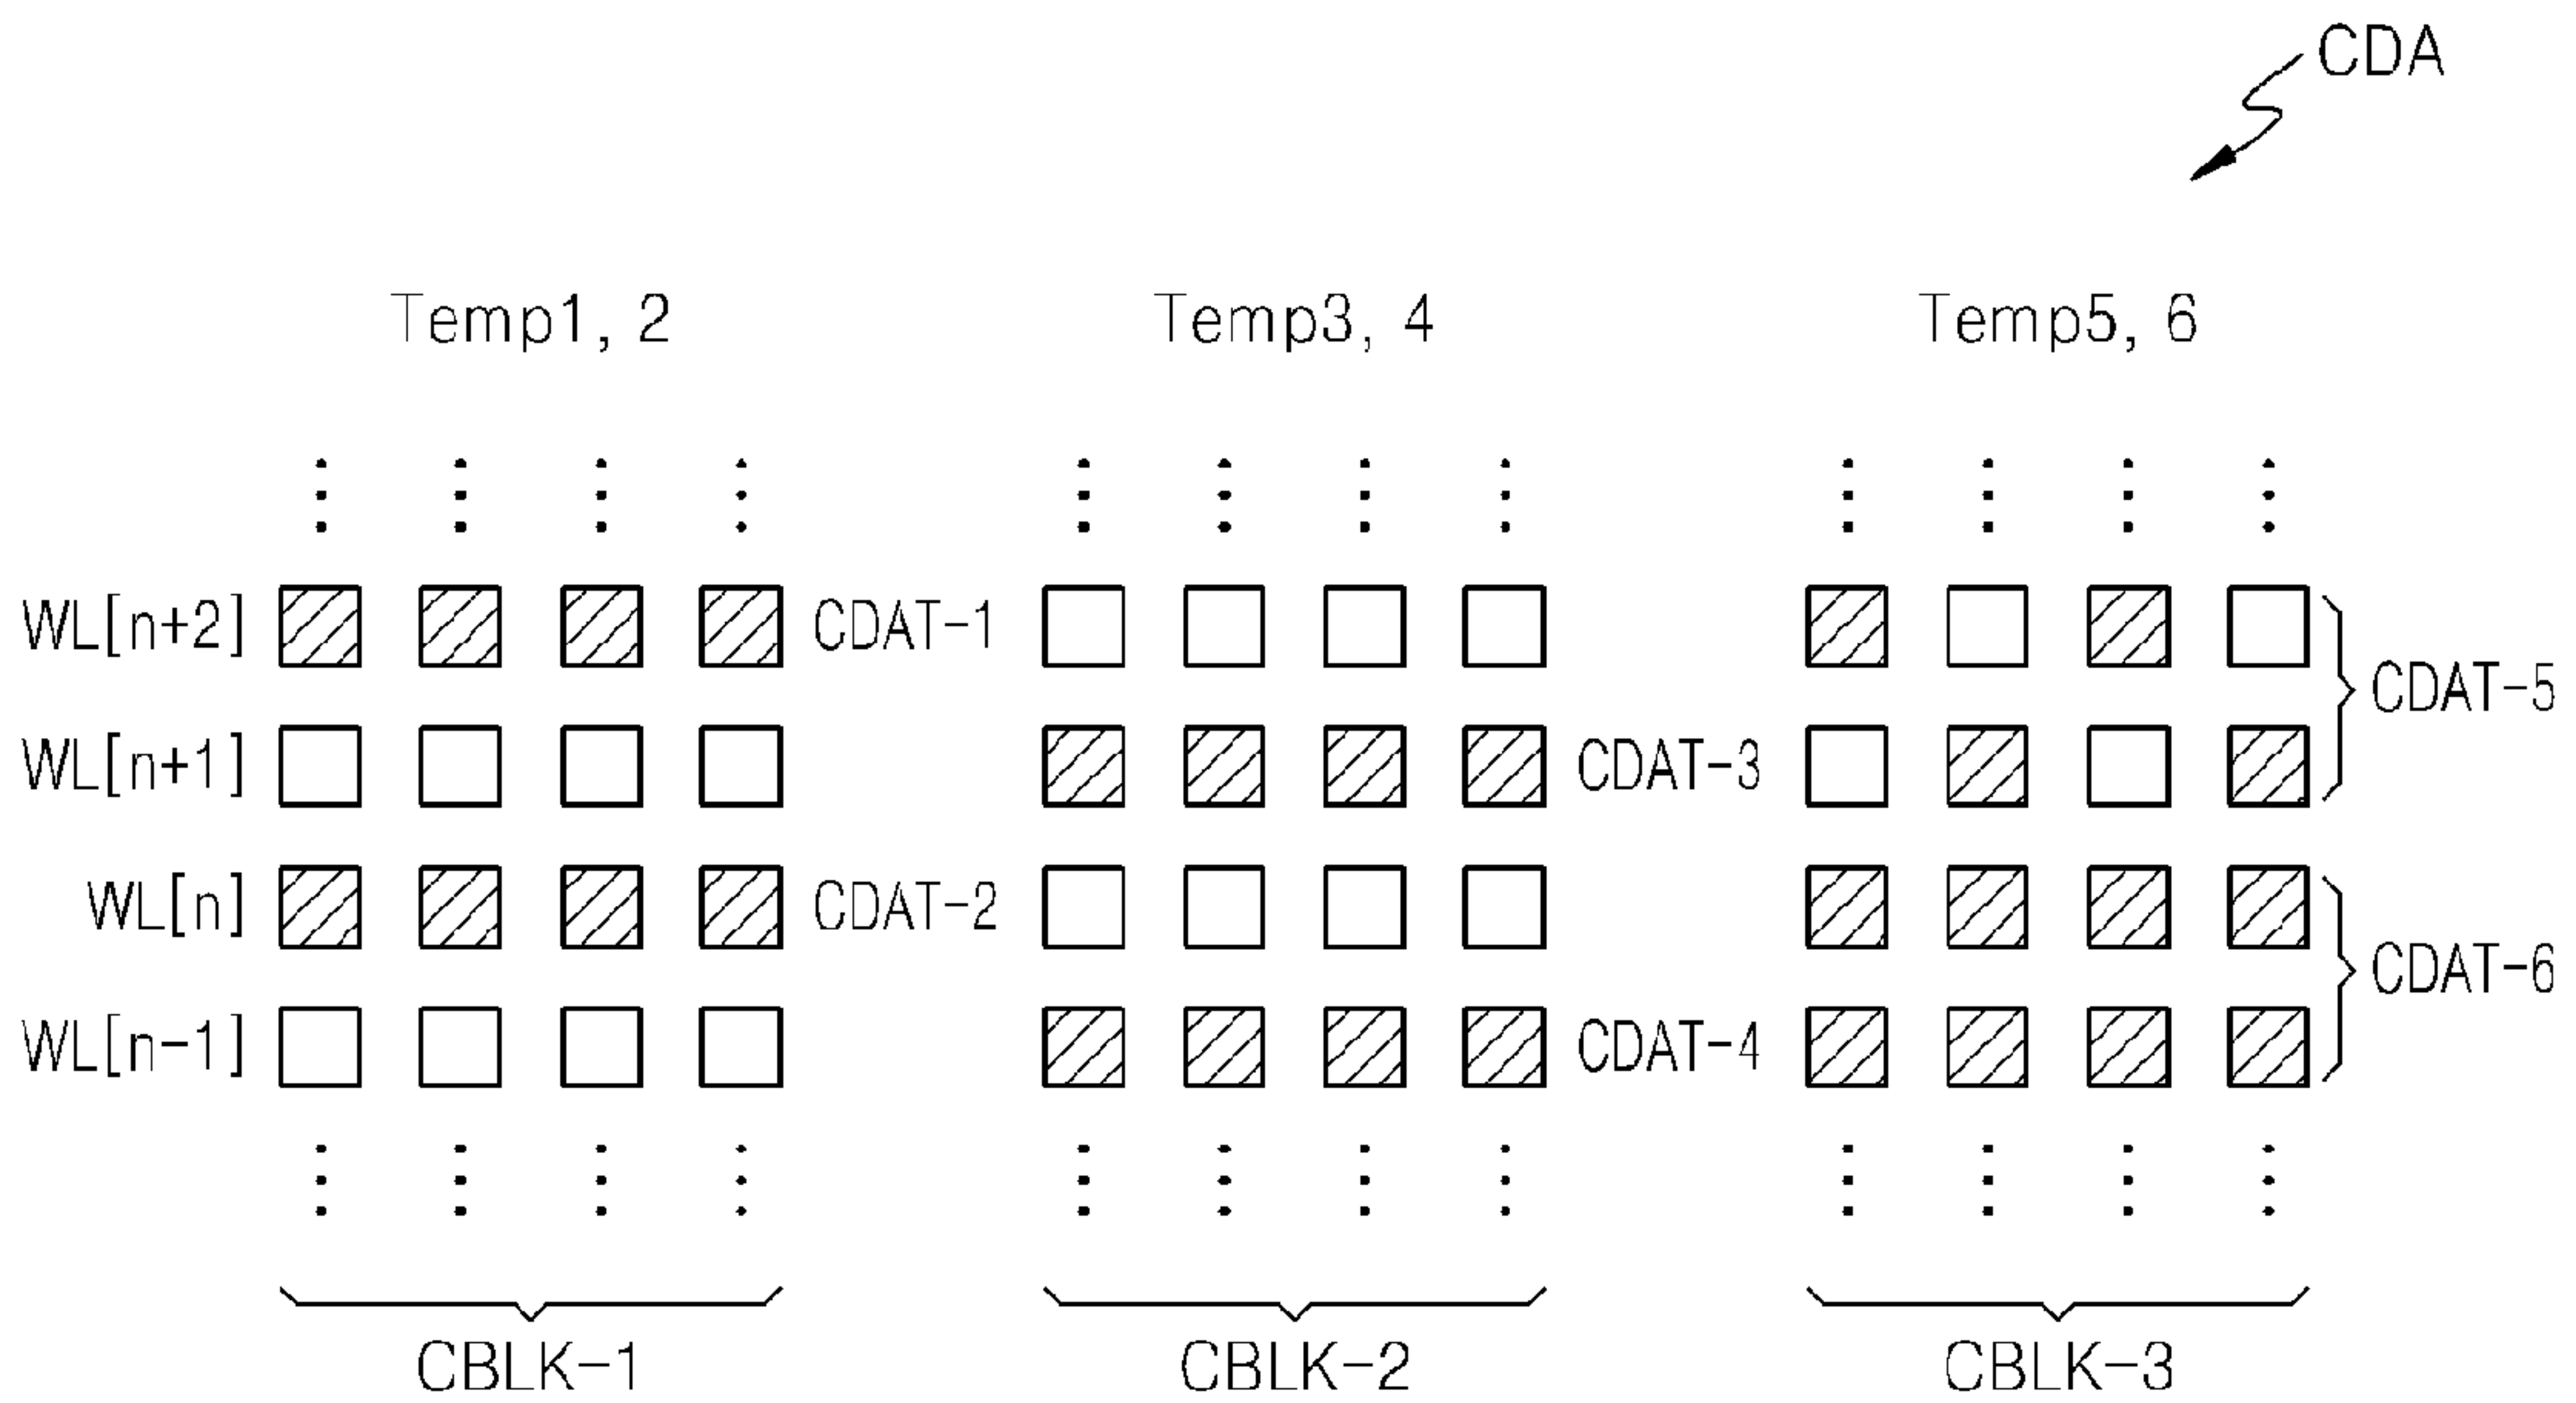 CDA
Temp1, 2
Temp3, 4
Temp5, 6
WL[n+2]
CDAT-1
CDAT-5
WL[n+1]
CDAT-3
WL[n]
CDAT-2
CDAT-6
WL[n-1]
CDAT-4
CBLK-1
CBLK-2
CBLK-3